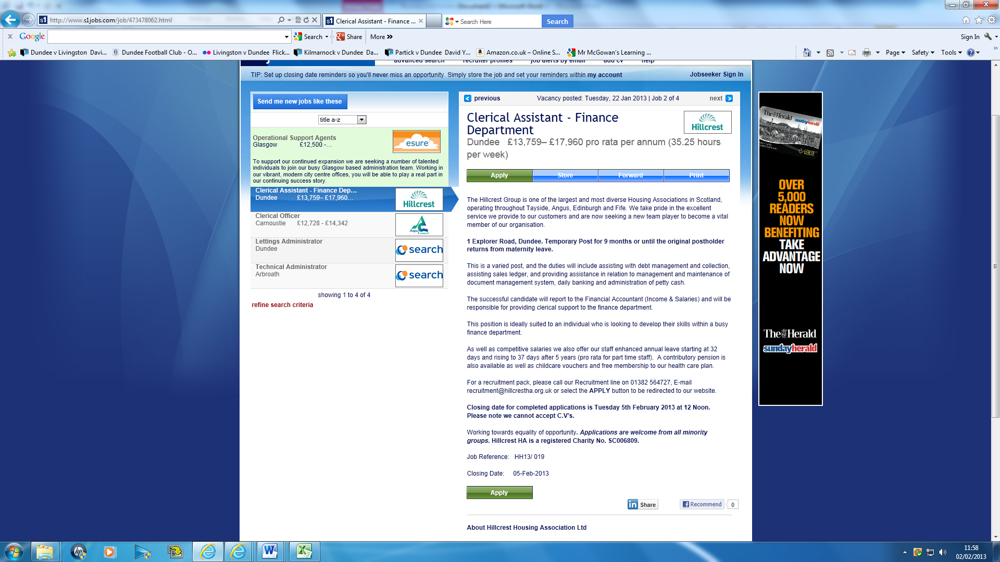 http://www.s1jobs.com/job/473478062.html
s1 Clerical Assistant - Finance ...
Search Here
Search
Google
Search
Share
More »
Sign In
Dundee v Livingston Davi...
Dundee Football Club - O...
Livingston v Dundee Flick...
Kilmarnock v Dundee Da...
Partick v Dundee David Y...
Amazon.co.uk – Online S...
Mr McGowan's Learning ...
Page
Safety
Tools
advanced search
recruiter profiles
job alerts by email
add cv
help
TIP: Set up closing date reminders so you'll never miss an opportunity. Simply store the job and set your reminders within my account
Jobseeker Sign In
Send me new jobs like these
title a-z
Operational Support Agents
Glasgow £12,500 -...
esure
To support our continued expansion we are seeking a number of talented
individuals to join our busy Glasgow based administration team. Working in
our vibrant, modern city centre offices, you will be able to play a real part in
our continuing success story.
Clerical Assistant - Finance Dep...
Dundee £13,759– £17,960...
Hillcrest
Clerical Officer
Carnoustie £12,728 - £14,342
Angus Council
Lettings Administrator
Dundee
search
Technical Administrator
Arbroath
search
showing 1 to 4 of 4
refine search criteria
previous
Vacancy posted: Tuesday, 22 Jan 2013 | Job 2 of 4
next
Clerical Assistant - Finance
Department
Hillcrest
Dundee £13,759– £17,960 pro rata per annum (35.25 hours
per week)
Apply
Store
Forward
Print
The Hillcrest Group is one of the largest and most diverse Housing Associations in Scotland,
operating throughout Tayside, Angus, Edinburgh and Fife. We take pride in the excellent
service we provide to our customers and are now seeking a new team player to become a vital
member of our organisation.
1 Explorer Road, Dundee. Temporary Post for 9 months or until the original postholder
returns from maternity leave.
This is a varied post, and the duties will include assisting with debt management and collection,
assisting sales ledger, and providing assistance in relation to management and maintenance of
document management system, daily banking and administration of petty cash.
The successful candidate will report to the Financial Accountant (Income & Salaries) and will be
responsible for providing clerical support to the finance department.
This position is ideally suited to an individual who is looking to develop their skills within a busy
finance department.
As well as competitive salaries we also offer our staff enhanced annual leave starting at 32
days and rising to 37 days after 5 years (pro rata for part time staff). A contributory pension is
also available as well as childcare vouchers and free membership to our health care plan.
For a recruitment pack, please call our Recruitment line on 01382 564727, E-mail
recruitment@hillcrestha.org.uk or select the APPLY button to be redirected to our website.
Closing date for completed applications is Tuesday 5th February 2013 at 12 Noon.
Please note we cannot accept C.V's.
Working towards equality of opportunity. Applications are welcome from all minority
groups. Hillcrest HA is a registered Charity No. SC006809.
Job Reference: HH13/ 019
Closing Date: 05-Feb-2013
Apply
in Share
Recommend 0
About Hillcrest Housing Association Ltd
The Herald sundayherald
OVER
5,000
READERS
NOW
BENEFITING
TAKE
ADVANTAGE
NOW
The Herald
sundayherald
11:58
02/02/2013